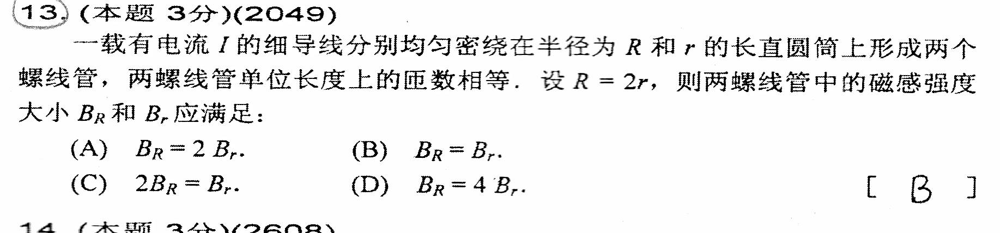 13. (本题 3分)(2049)
一载有电流 I 的细导线分别均匀密绕在半径为 R 和 r 的长直圆筒上形成两个
螺线管，两螺线管单位长度上的匝数相等．设 R = 2r，则两螺线管中的磁感强度
大小 B_R 和 B_r 应满足：
(A) B_R = 2 B_r. (B) B_R = B_r.
(C) 2B_R = B_r. (D) B_R = 4 B_r. [ B ]
14. (本题 3分)(2608)